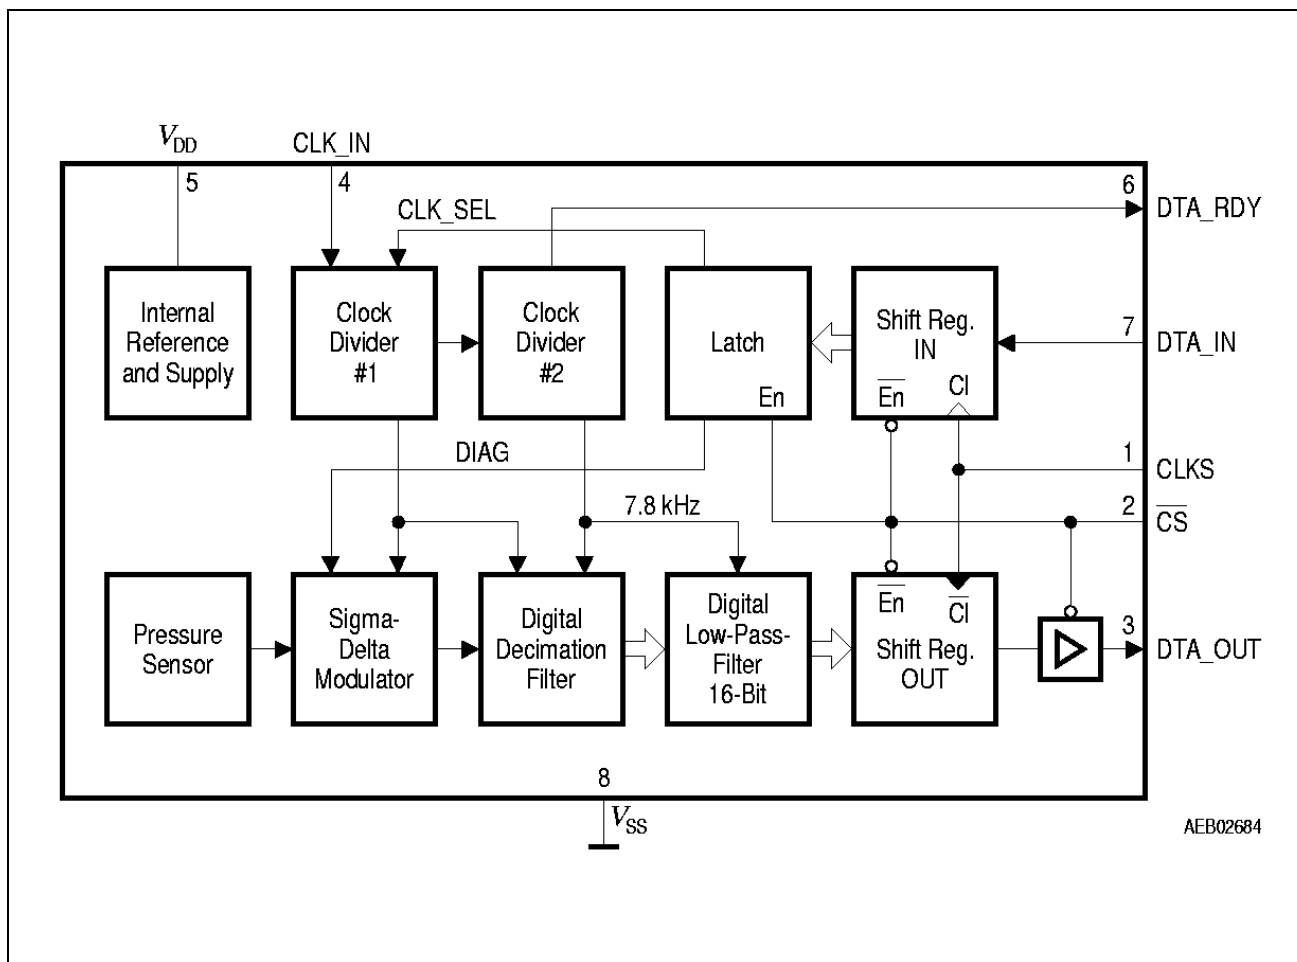 VDD
CLK_IN
5
4
6
CLK_SEL
DTA_RDY
Internal
Reference
and Supply
Clock
Divider
#1
Clock
Divider
#2
Latch
En
Shift Reg.
IN
En
Cl
7
DTA_IN
DIAG
1
CLKS
7.8 kHz
2
CS
Pressure
Sensor
Sigma-
Delta
Modulator
Digital
Decimation
Filter
Digital
Low-Pass-
Filter
16-Bit
En
Cl
Shift Reg.
OUT
3
DTA_OUT
8
VSS
AEB02684